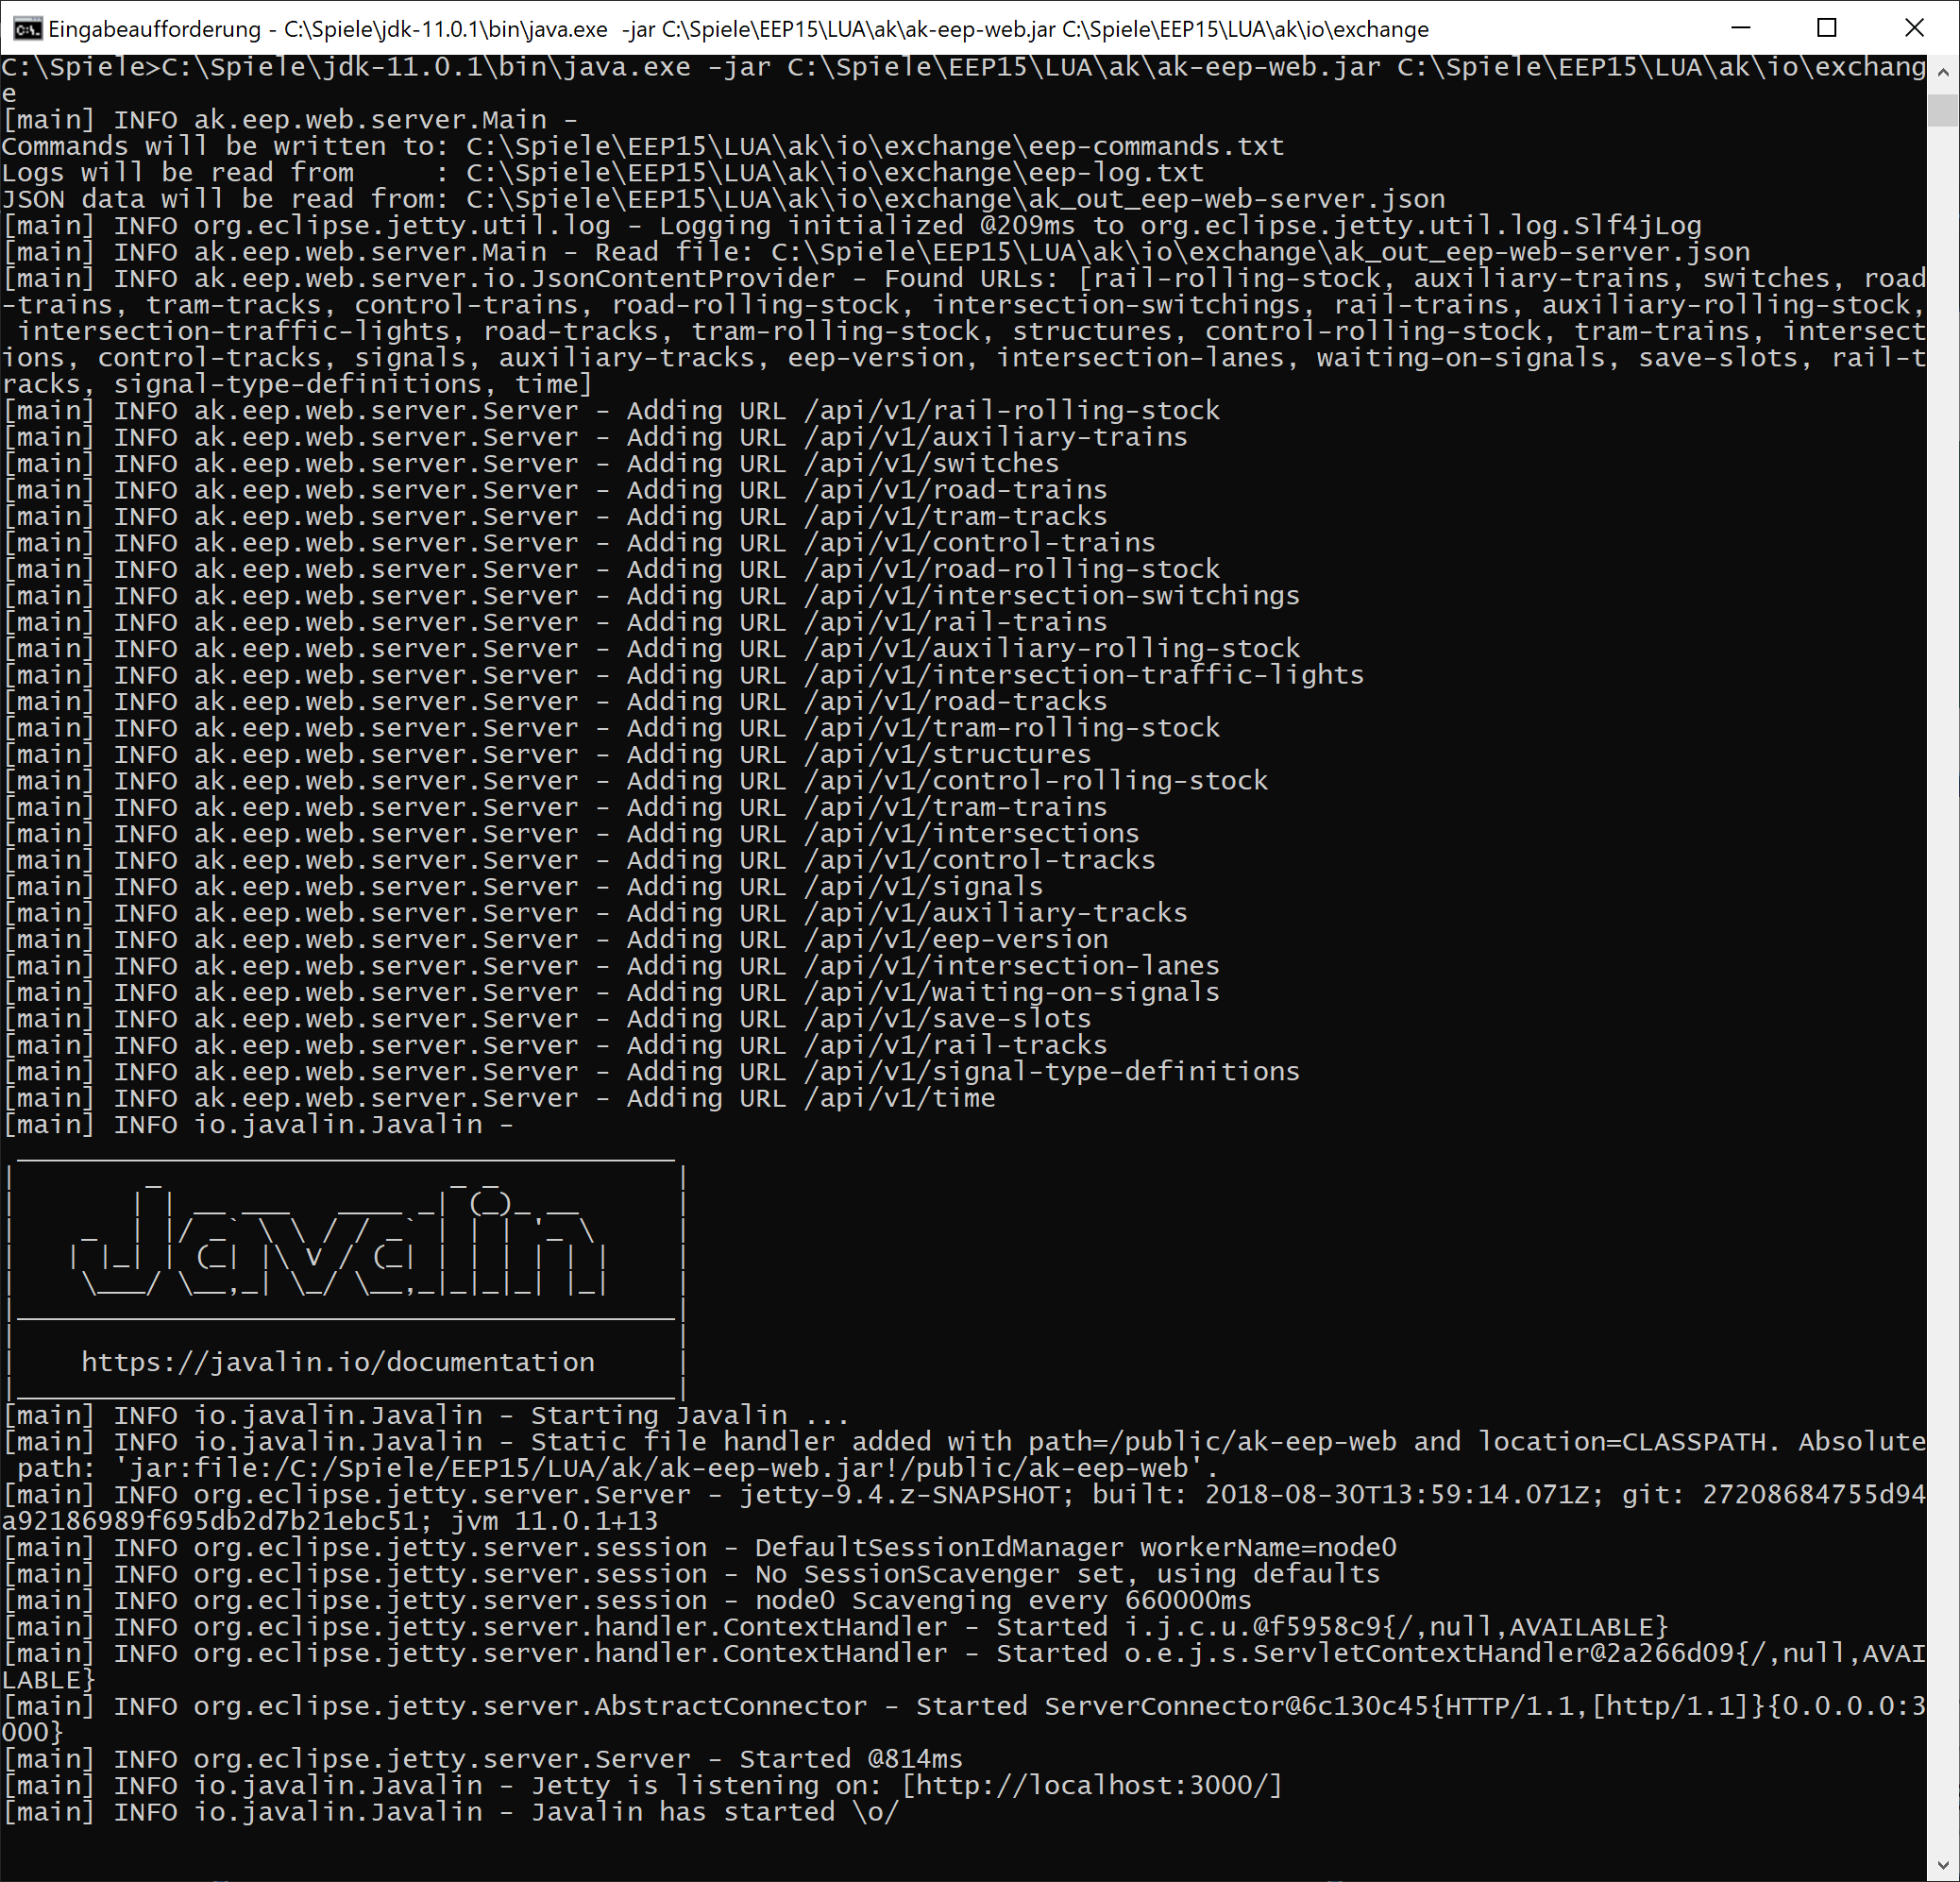 Eingabeaufforderung - C:\Spiele\jdk-11.0.1\bin\java.exe  -jar C:\Spiele\EEP15\LUA\ak\ak-eep-web.jar C:\Spiele\EEP15\LUA\ak\io\exchange
C:\Spiele>C:\Spiele\jdk-11.0.1\bin\java.exe -jar C:\Spiele\EEP15\LUA\ak\ak-eep-web.jar C:\Spiele\EEP15\LUA\ak\io\exchang
e
[main] INFO ak.eep.web.server.Main -
Commands will be written to: C:\Spiele\EEP15\LUA\ak\io\exchange\eep-commands.txt
Logs will be read from     : C:\Spiele\EEP15\LUA\ak\io\exchange\eep-log.txt
JSON data will be read from: C:\Spiele\EEP15\LUA\ak\io\exchange\ak_out_eep-web-server.json
[main] INFO org.eclipse.jetty.util.log - Logging initialized @209ms to org.eclipse.jetty.util.log.Slf4jLog
[main] INFO ak.eep.web.server.Main - Read file: C:\Spiele\EEP15\LUA\ak\io\exchange\ak_out_eep-web-server.json
[main] INFO ak.eep.web.server.io.JsonContentProvider - Found URLs: [rail-rolling-stock, auxiliary-trains, switches, road
-trains, tram-tracks, control-trains, road-rolling-stock, intersection-switchings, rail-trains, auxiliary-rolling-stock,
 intersection-traffic-lights, road-tracks, tram-rolling-stock, structures, control-rolling-stock, tram-trains, intersect
ions, control-tracks, signals, auxiliary-tracks, eep-version, intersection-lanes, waiting-on-signals, save-slots, rail-t
racks, signal-type-definitions, time]
[main] INFO ak.eep.web.server.Server - Adding URL /api/v1/rail-rolling-stock
[main] INFO ak.eep.web.server.Server - Adding URL /api/v1/auxiliary-trains
[main] INFO ak.eep.web.server.Server - Adding URL /api/v1/switches
[main] INFO ak.eep.web.server.Server - Adding URL /api/v1/road-trains
[main] INFO ak.eep.web.server.Server - Adding URL /api/v1/tram-tracks
[main] INFO ak.eep.web.server.Server - Adding URL /api/v1/control-trains
[main] INFO ak.eep.web.server.Server - Adding URL /api/v1/road-rolling-stock
[main] INFO ak.eep.web.server.Server - Adding URL /api/v1/intersection-switchings
[main] INFO ak.eep.web.server.Server - Adding URL /api/v1/rail-trains
[main] INFO ak.eep.web.server.Server - Adding URL /api/v1/auxiliary-rolling-stock
[main] INFO ak.eep.web.server.Server - Adding URL /api/v1/intersection-traffic-lights
[main] INFO ak.eep.web.server.Server - Adding URL /api/v1/road-tracks
[main] INFO ak.eep.web.server.Server - Adding URL /api/v1/tram-rolling-stock
[main] INFO ak.eep.web.server.Server - Adding URL /api/v1/structures
[main] INFO ak.eep.web.server.Server - Adding URL /api/v1/control-rolling-stock
[main] INFO ak.eep.web.server.Server - Adding URL /api/v1/tram-trains
[main] INFO ak.eep.web.server.Server - Adding URL /api/v1/intersections
[main] INFO ak.eep.web.server.Server - Adding URL /api/v1/control-tracks
[main] INFO ak.eep.web.server.Server - Adding URL /api/v1/signals
[main] INFO ak.eep.web.server.Server - Adding URL /api/v1/auxiliary-tracks
[main] INFO ak.eep.web.server.Server - Adding URL /api/v1/eep-version
[main] INFO ak.eep.web.server.Server - Adding URL /api/v1/intersection-lanes
[main] INFO ak.eep.web.server.Server - Adding URL /api/v1/waiting-on-signals
[main] INFO ak.eep.web.server.Server - Adding URL /api/v1/save-slots
[main] INFO ak.eep.web.server.Server - Adding URL /api/v1/rail-tracks
[main] INFO ak.eep.web.server.Server - Adding URL /api/v1/signal-type-definitions
[main] INFO ak.eep.web.server.Server - Adding URL /api/v1/time
[main] INFO io.javalin.Javalin -
Javalin
https://javalin.io/documentation
[main] INFO io.javalin.Javalin - Starting Javalin ...
[main] INFO io.javalin.Javalin - Static file handler added with path=/public/ak-eep-web and location=CLASSPATH. Absolute
 path: 'jar:file:/C:/Spiele/EEP15/LUA/ak/ak-eep-web.jar!/public/ak-eep-web'.
[main] INFO org.eclipse.jetty.server.Server - jetty-9.4.z-SNAPSHOT; built: 2018-08-30T13:59:14.071Z; git: 27208684755d94
a92186989f695db2d7b21ebc51; jvm 11.0.1+13
[main] INFO org.eclipse.jetty.server.session - DefaultSessionIdManager workerName=node0
[main] INFO org.eclipse.jetty.server.session - No SessionScavenger set, using defaults
[main] INFO org.eclipse.jetty.server.session - node0 Scavenging every 660000ms
[main] INFO org.eclipse.jetty.server.handler.ContextHandler - Started i.j.c.u.@f5958c9{/,null,AVAILABLE}
[main] INFO org.eclipse.jetty.server.handler.ContextHandler - Started o.e.j.s.ServletContextHandler@2a266d09{/,null,AVAI
LABLE}
[main] INFO org.eclipse.jetty.server.AbstractConnector - Started ServerConnector@6c130c45{HTTP/1.1,[http/1.1]}{0.0.0.0:3
000}
[main] INFO org.eclipse.jetty.server.Server - Started @814ms
[main] INFO io.javalin.Javalin - Jetty is listening on: [http://localhost:3000/]
[main] INFO io.javalin.Javalin - Javalin has started \o/